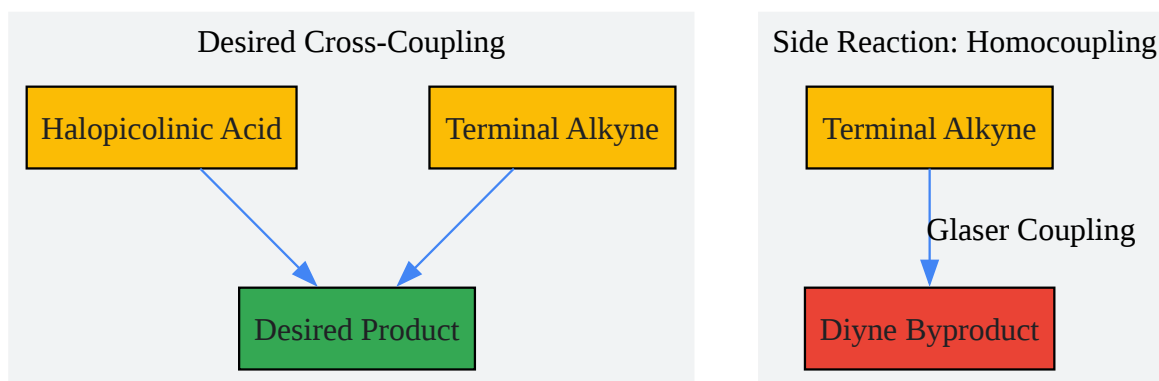 Desired Cross-Coupling
Halopicolinic Acid
Terminal Alkyne
Desired Product
Side Reaction: Homocoupling
Terminal Alkyne
Glaser Coupling
Diyne Byproduct